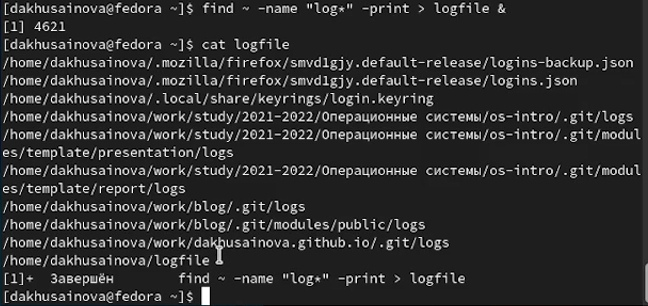 [dakhusainova@fedora ~]$ find ~ -name "log*" -print > logfile &
[1] 4621
[dakhusainova@fedora ~]$ cat logfile
/home/dakhusainova/.mozilla/firefox/smvd1gjy.default-release/logins-backup.json
/home/dakhusainova/.mozilla/firefox/smvd1gjy.default-release/logins.json
/home/dakhusainova/.local/share/keyrings/login.keyring
/home/dakhusainova/work/study/2021-2022/Операционные системы/os-intro/.git/logs
/home/dakhusainova/work/study/2021-2022/Операционные системы/os-intro/.git/modul
es/template/presentation/logs
/home/dakhusainova/work/study/2021-2022/Операционные системы/os-intro/.git/modul
es/template/report/logs
/home/dakhusainova/work/blog/.git/logs
/home/dakhusainova/work/blog/.git/modules/public/logs
/home/dakhusainova/work/dakhusainova.github.io/.git/logs
/home/dakhusainova/logfile
[1]+  Завершён        find ~ -name "log*" -print > logfile
[dakhusainova@fedora ~]$